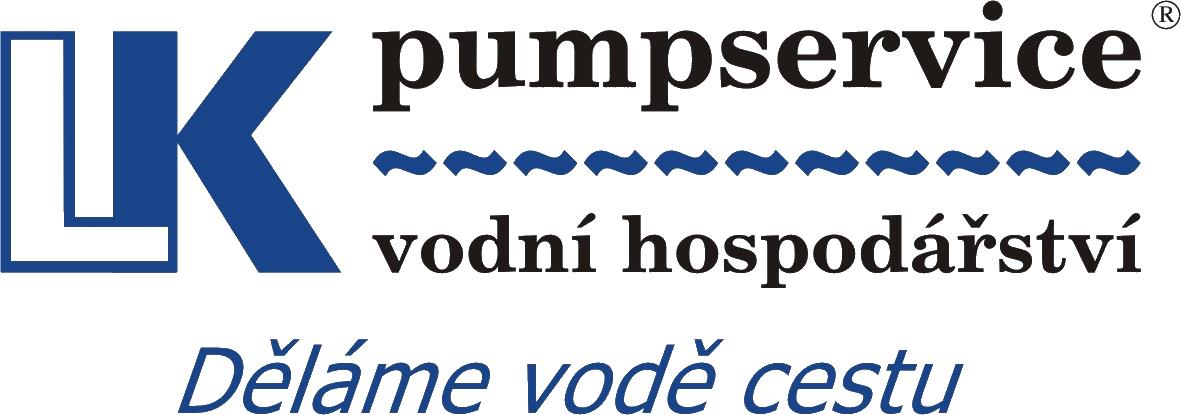 LK pumpservice ®
vodní hospodářství
Děláme vodě cestu